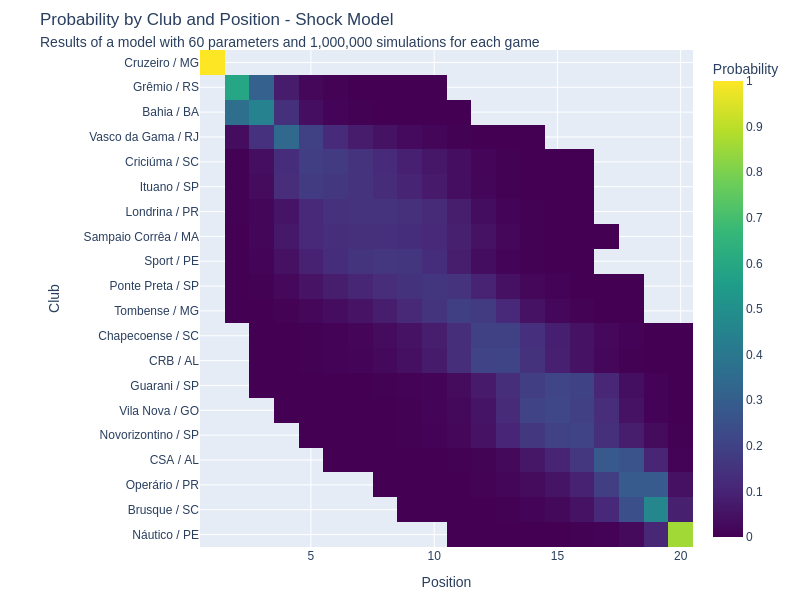 Probability by Club and Position - Shock Model
Results of a model with 60 parameters and 1,000,000 simulations for each game
Probability
Cruzeiro / MG
Grêmio / RS
Bahia / BA
Vasco da Gama / RJ
Criciúma / SC
Ituano / SP
Londrina / PR
Sampaio Corrêa / MA
Sport / PE
Ponte Preta / SP
Tombense / MG
Chapecoense / SC
CRB / AL
Guarani / SP
Vila Nova / GO
Novorizontino / SP
CSA / AL
Operário / PR
Brusque / SC
Náutico / PE
Club
5 10 15 20
Position
1
0.9
0.8
0.7
0.6
0.5
0.4
0.3
0.2
0.1
0